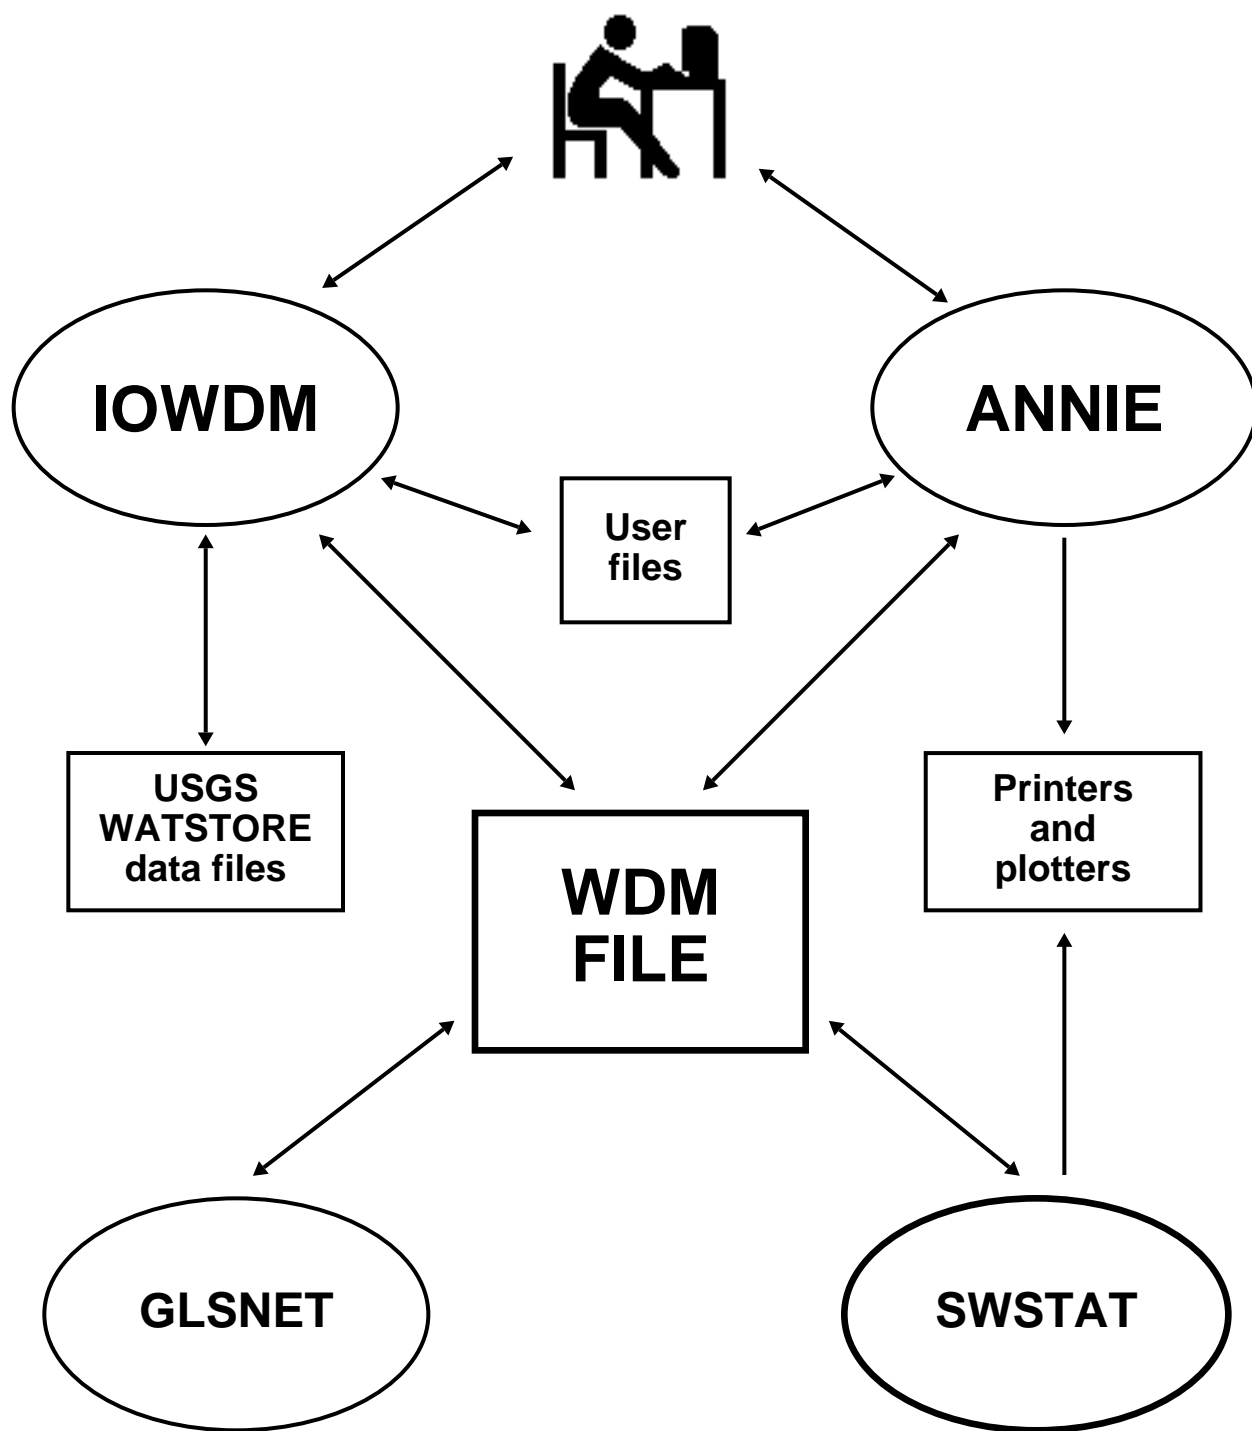 IOWDM
ANNIE
User
files
USGS
WATSTORE
data files
Printers
and
plotters
WDM
FILE
GLSNET
SWSTAT